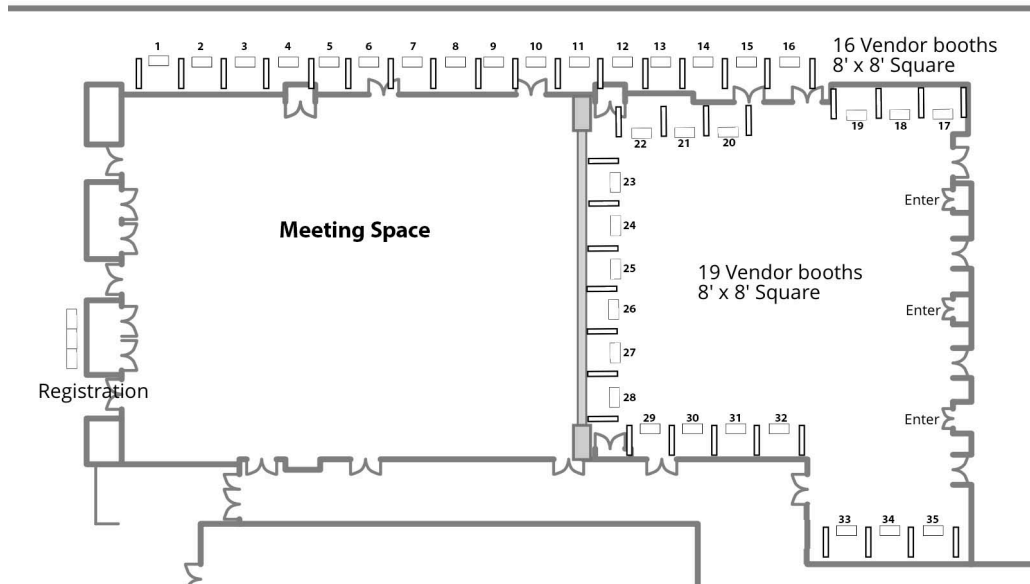 1 2 3 4 5 6 7 8 9 10 11 12 13 14 15 16
16 Vendor booths
8' x 8' Square
19 18 17
22 21 20
23
Enter
24
Meeting Space
25
19 Vendor booths
8' x 8' Square
26
Enter
27
Registration
28
29 30 31 32
Enter
33 34 35